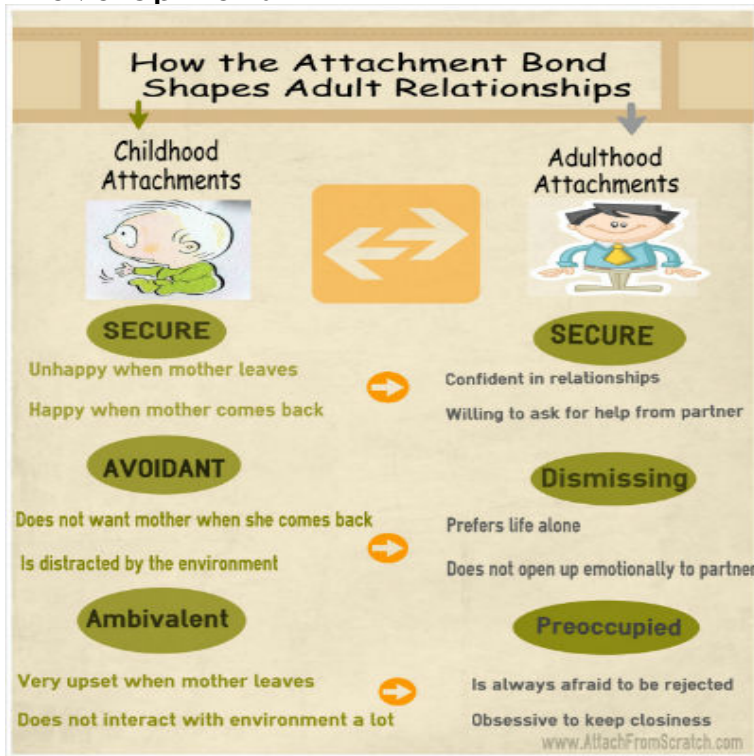 How the Attachment Bond
Shapes Adult Relationships
Childhood
Attachments
Adulthood
Attachments
SECURE
Unhappy when mother leaves
Happy when mother comes back
SECURE
Confident in relationships
Willing to ask for help from partner
AVOIDANT
Does not want mother when she comes back
Is distracted by the environment
Dismissing
Prefers life alone
Does not open up emotionally to partner
Ambivalent
Very upset when mother leaves
Does not interact with environment a lot
Preoccupied
Is always afraid to be rejected
Obsessive to keep closiness
www.AttachFromScratch.com